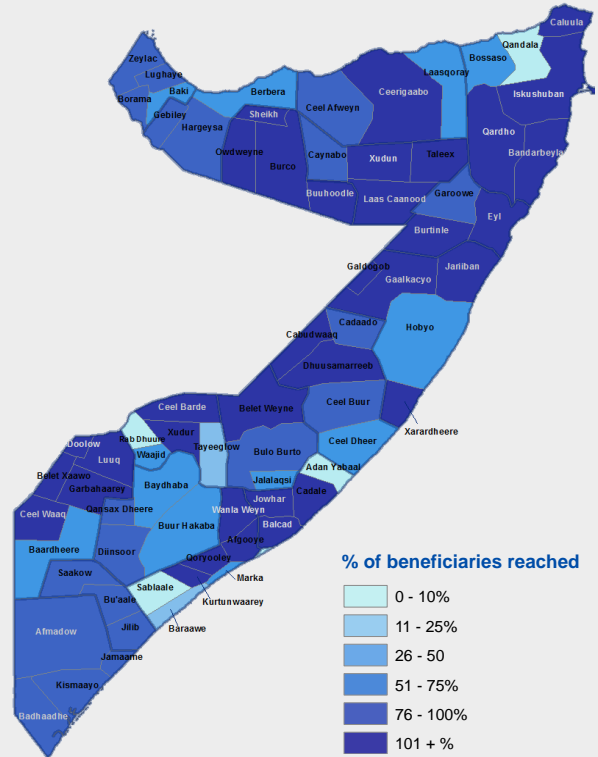 Caluula
Qandala
Bossaso
Zeylac
Lughaye
Laasqoray
Baki
Berbera
Ceerigaabo
Iskushuban
Borama
Ceel Afweyn
Gebiley
Sheikh
Hargeysa
Qardho
Owdweyne
Caynabo
Xudun
Taleex
Bandarbeyla
Burco
Buuhoodle
Garoowe
Laas Caanood
Eyl
Burtinle
Galdogob
Jariiban
Gaalkacyo
Cadaado
Hobyo
Cabudwaaq
Dhuusamarreeb
Ceel Buur
Ceel Barde
Belet Weyne
Xarardheere
Rab Dhuure
Xudur
Doolow
Tayeeglow
Ceel Dheer
Waajid
Bulo Burto
Luuq
Adan Yabaal
Belet Xaawo
Baydhaba
Jalalaqsi
Garbahaarey
Cadale
Jowhar
Qansax Dheere
Wanla Weyn
Ceel Waaq
Buur Hakaba
Balcad
Afgooye
Baardheere
Diinsoor
Qoryooley
Marka
Saakow
Sablaale
Kurtunwaarey
Bu'aale
Baraawe
Jilib
Afmadow
Jamaame
Kismaayo
Badhaadhe
% of beneficiaries reached
0 - 10%
11 - 25%
26 - 50
51 - 75%
76 - 100%
101 + %